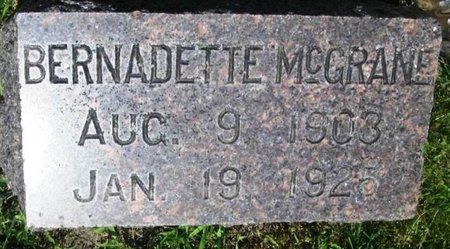 BERNADETTE McGRANE
AUG. 9 1903
JAN. 19 1925